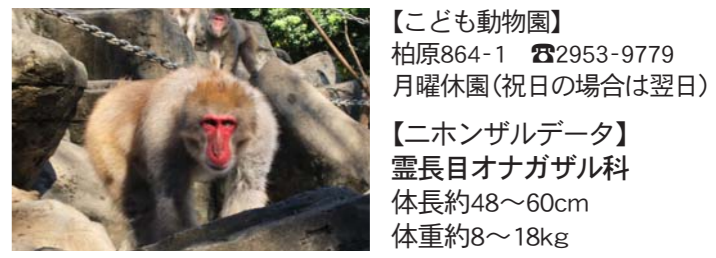 【こども動物園】
柏原864-1 ☎2953-9779
月曜休園(祝日の場合は翌日)
【ニホンザルデータ】
霊長目オナガザル科
体長約48〜60cm
体重約8〜18kg